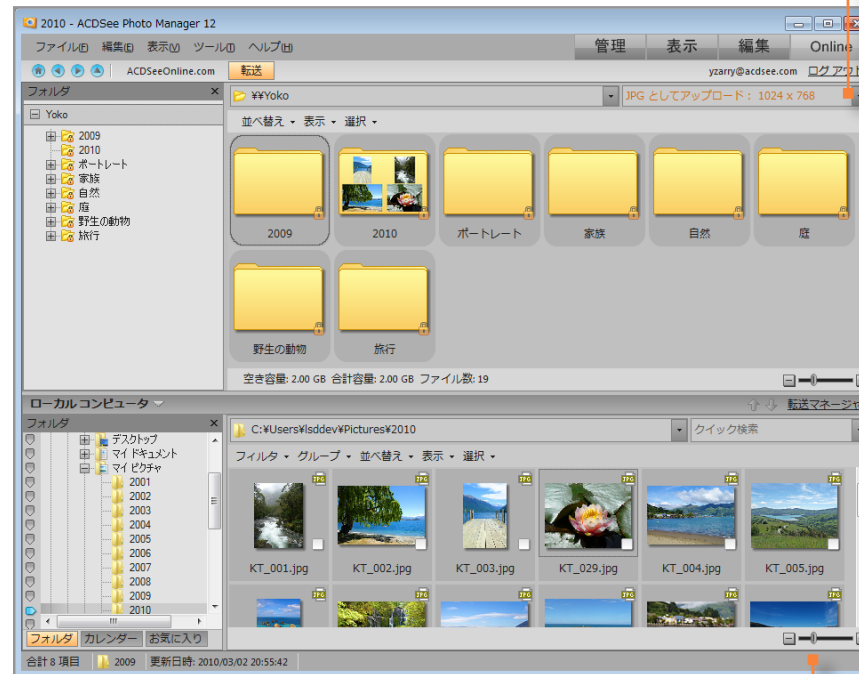 2010 - ACDSee Photo Manager 12
ファイル(F) 編集(E) 表示(V) ツール(T) ヘルプ(H) 管理 表示 編集 Online
ACDSeeOnline.com 転送 yzarry@acdsee.com ログ アウト
フォルダ × ¥¥Yoko JPG としてアップロード： 1024 x 768
Yoko
並べ替え 表示 選択
2009
2010
ポートレート
家族
自然
庭
野生の動物
旅行
2009 2010 ポートレート 家族 自然 庭
野生の動物 旅行
空き容量: 2.00 GB 合計容量: 2.00 GB ファイル数: 19
ローカル コンピュータ 転送マネージャ
フォルダ × C:¥Users¥lsddev¥Pictures¥2010 クイック検索
フィルタ グループ 並べ替え 表示 選択
デスクトップ
マイ ドキュメント
マイ ピクチャ
2001
2002
2003
2004
2005
2006
2007
2008
2009
2010
JPG JPG JPG JPG JPG JPG
KT_001.jpg KT_002.jpg KT_003.jpg KT_029.jpg KT_004.jpg KT_005.jpg
JPG JPG JPG JPG JPG JPG
フォルダ カレンダー お気に入り
合計 8 項目 2009 更新日時: 2010/03/02 20:55:42